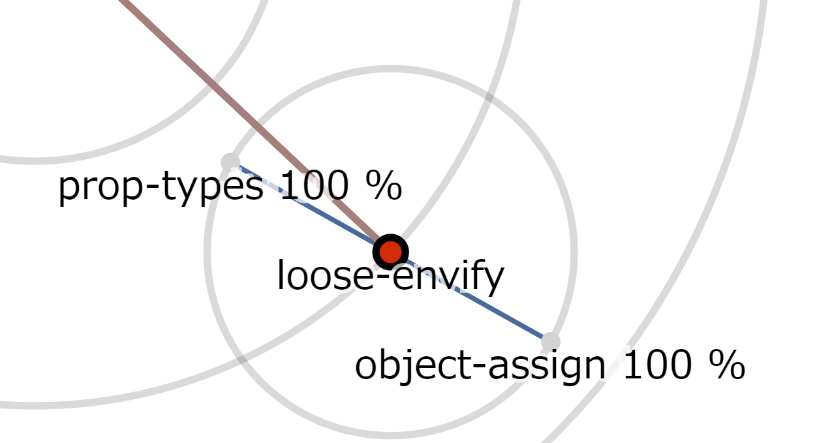 prop-types 100 %
loose-envify
object-assign 100 %